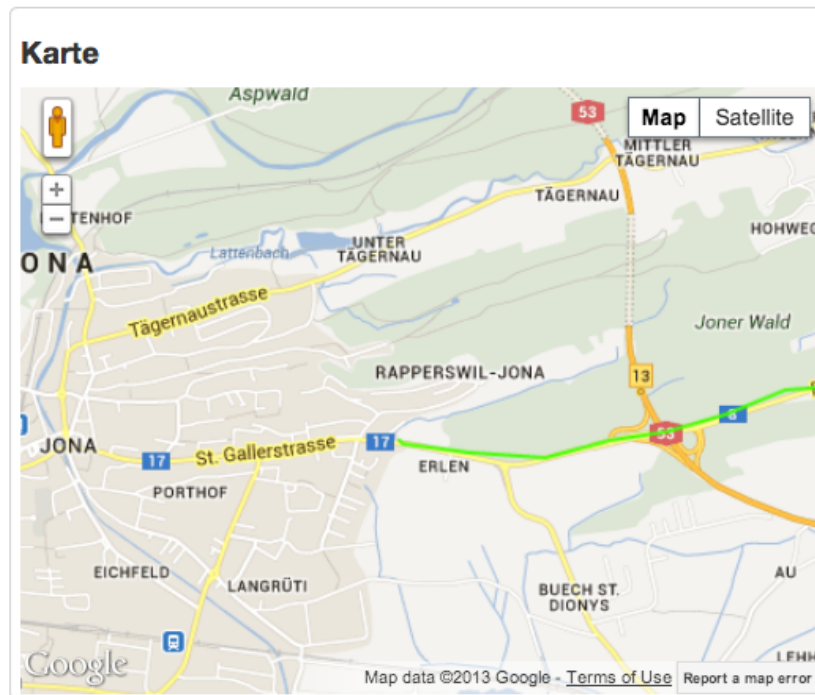 Karte
Aspwald
53
Map
Satellite
MITTLER
TÄGERNAU
TÄGERNAU
+
TENHOF
−
HOHWEG
UNTER
TÄGERNAU
Lattenbach
ONA
Tägernaustrasse
Joner Wald
RAPPERSWIL-JONA
13
8
53
17
St. Gallerstrasse
JONA
17
ERLEN
PORTHOF
EICHFELD
LANGRÜTI
AU
BUECH ST.
DIONYS
LEHH
Google
Map data ©2013 Google - Terms of Use
Report a map error